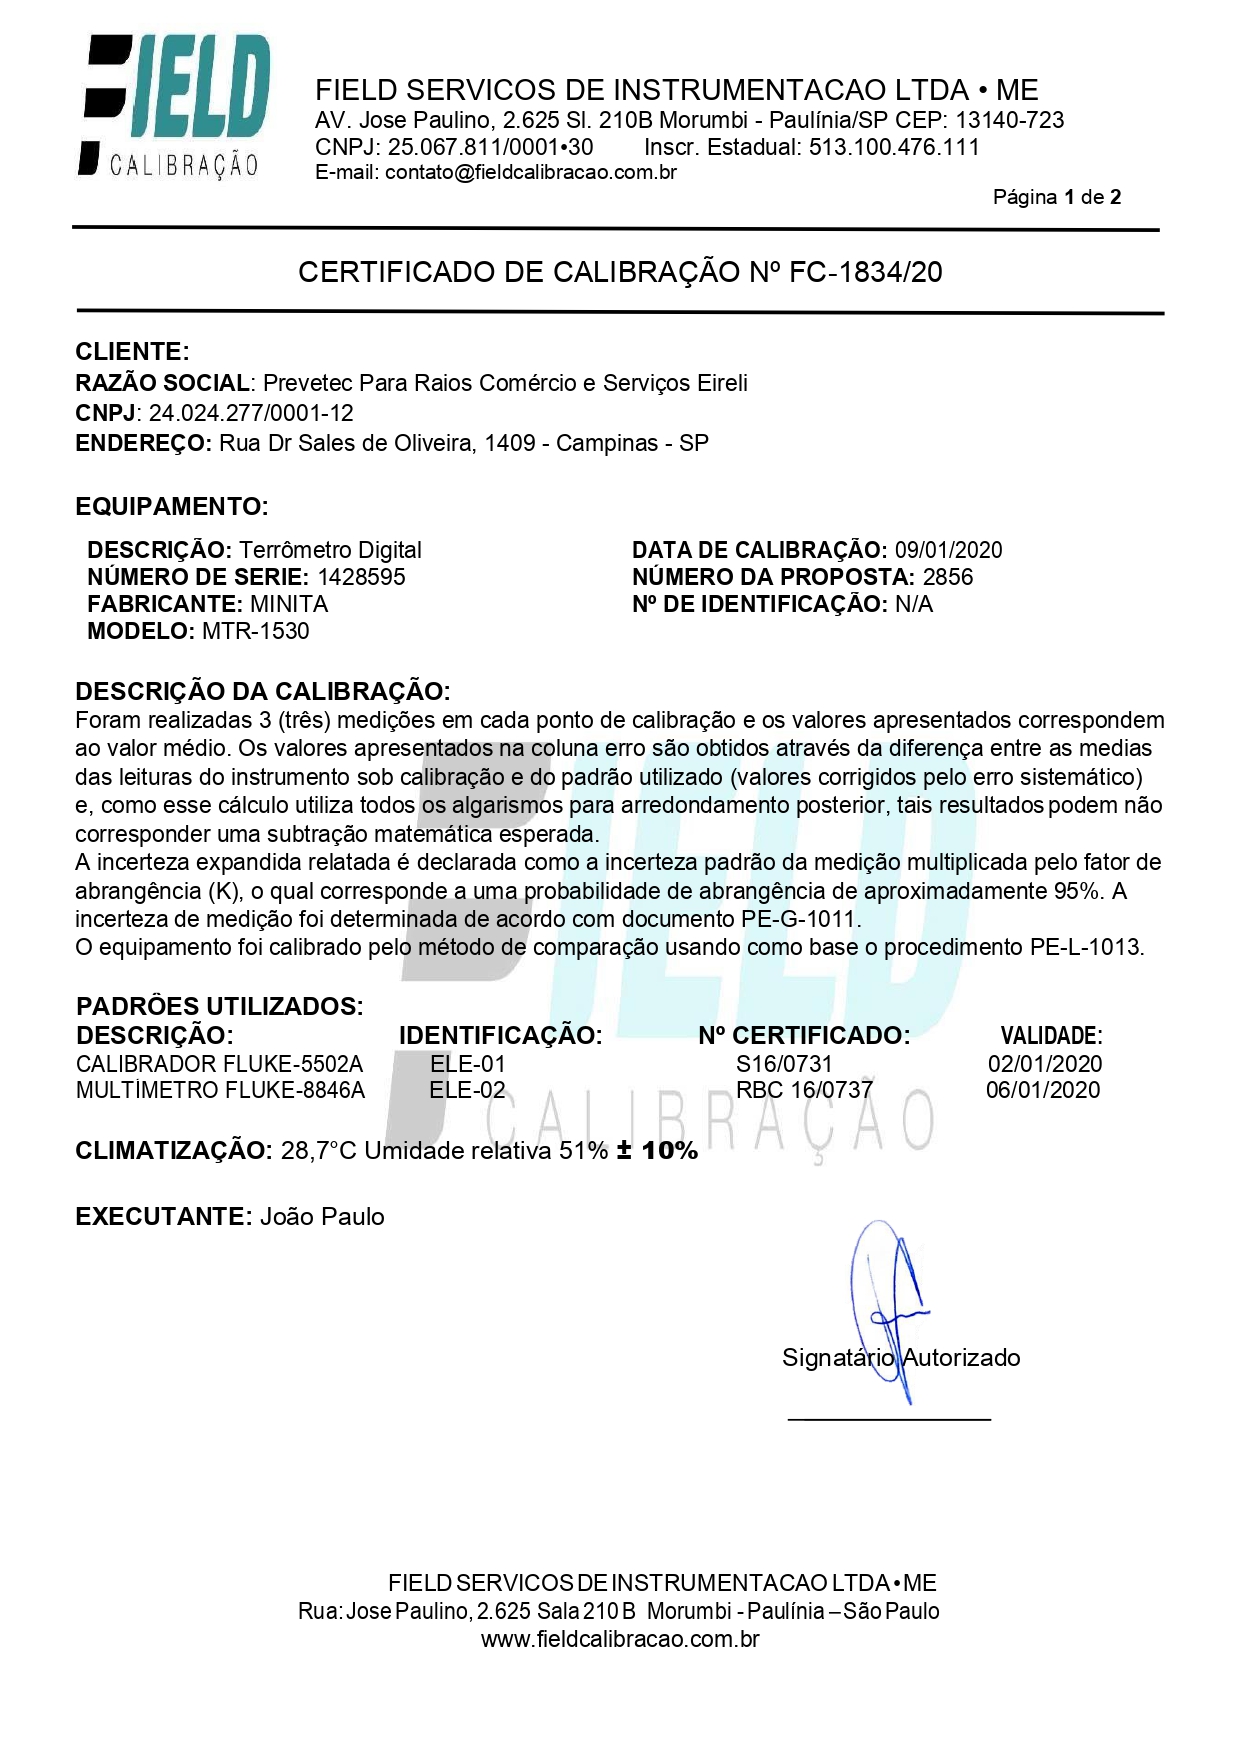 FIELD
CALIBRAÇÃO
FIELD SERVICOS DE INSTRUMENTACAO LTDA • ME
AV. Jose Paulino, 2.625 Sl. 210B Morumbi - Paulínia/SP CEP: 13140-723
CNPJ: 25.067.811/0001•30 Inscr. Estadual: 513.100.476.111
E-mail: contato@fieldcalibracao.com.br
Página 1 de 2
CERTIFICADO DE CALIBRAÇÃO Nº FC-1834/20
CLIENTE:
RAZÃO SOCIAL: Prevetec Para Raios Comércio e Serviços Eireli
CNPJ: 24.024.277/0001-12
ENDEREÇO: Rua Dr Sales de Oliveira, 1409 - Campinas - SP
EQUIPAMENTO:
DESCRIÇÃO: Terrômetro Digital DATA DE CALIBRAÇÃO: 09/01/2020
NÚMERO DE SERIE: 1428595 NÚMERO DA PROPOSTA: 2856
FABRICANTE: MINITA Nº DE IDENTIFICAÇÃO: N/A
MODELO: MTR-1530
DESCRIÇÃO DA CALIBRAÇÃO:
Foram realizadas 3 (três) medições em cada ponto de calibração e os valores apresentados correspondem
ao valor médio. Os valores apresentados na coluna erro são obtidos através da diferença entre as medias
das leituras do instrumento sob calibração e do padrão utilizado (valores corrigidos pelo erro sistemático)
e, como esse cálculo utiliza todos os algarismos para arredondamento posterior, tais resultados podem não
corresponder uma subtração matemática esperada.
A incerteza expandida relatada é declarada como a incerteza padrão da medição multiplicada pelo fator de
abrangência (K), o qual corresponde a uma probabilidade de abrangência de aproximadamente 95%. A
incerteza de medição foi determinada de acordo com documento PE-G-1011.
O equipamento foi calibrado pelo método de comparação usando como base o procedimento PE-L-1013.
PADRÕES UTILIZADOS:
DESCRIÇÃO: IDENTIFICAÇÃO: Nº CERTIFICADO: VALIDADE:
CALIBRADOR FLUKE-5502A ELE-01 S16/0731 02/01/2020
MULTÍMETRO FLUKE-8846A ELE-02 RBC 16/0737 06/01/2020
FIELD
CALIBRAÇÃO
CLIMATIZAÇÃO: 28,7°C Umidade relativa 51% ± 10%
EXECUTANTE: João Paulo
Signatário Autorizado
FIELD SERVICOS DE INSTRUMENTACAO LTDA • ME
Rua: Jose Paulino, 2.625 Sala 210 B Morumbi - Paulínia – São Paulo
www.fieldcalibracao.com.br